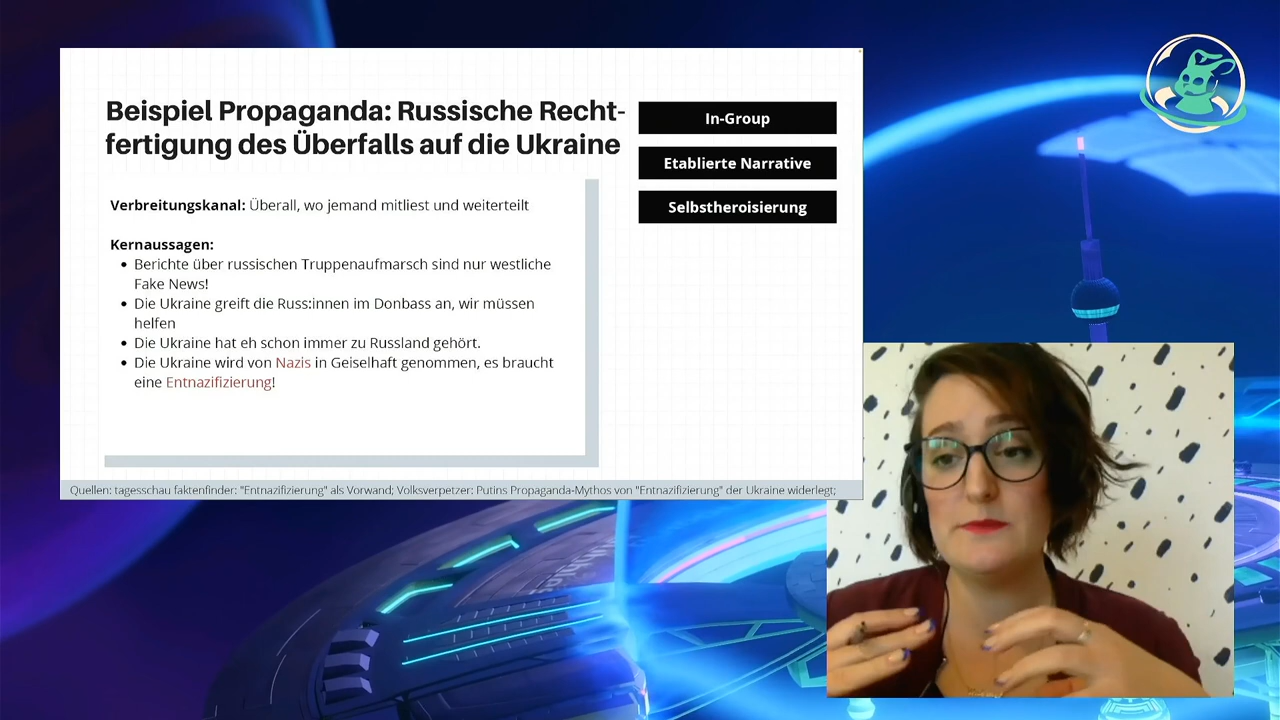 Beispiel Propaganda: Russische Recht-
fertigung des Überfalls auf die Ukraine
Verbreitungskanal: Überall, wo jemand mitliest und weiterteilt
Kernaussagen:
• Berichte über russischen Truppenaufmarsch sind nur westliche
Fake News!
• Die Ukraine greift die Russ:innen im Donbass an, wir müssen
helfen
• Die Ukraine hat eh schon immer zu Russland gehört.
• Die Ukraine wird von Nazis in Geiselhaft genommen, es braucht
eine Entnazifizierung!
In-Group
Etablierte Narrative
Selbstheroisierung
Quellen: tagesschau faktenfinder: "Entnazifizierung" als Vorwand; Volksverpetzer: Putins Propaganda-Mythos von "Entnazifizierung" der Ukraine widerlegt;